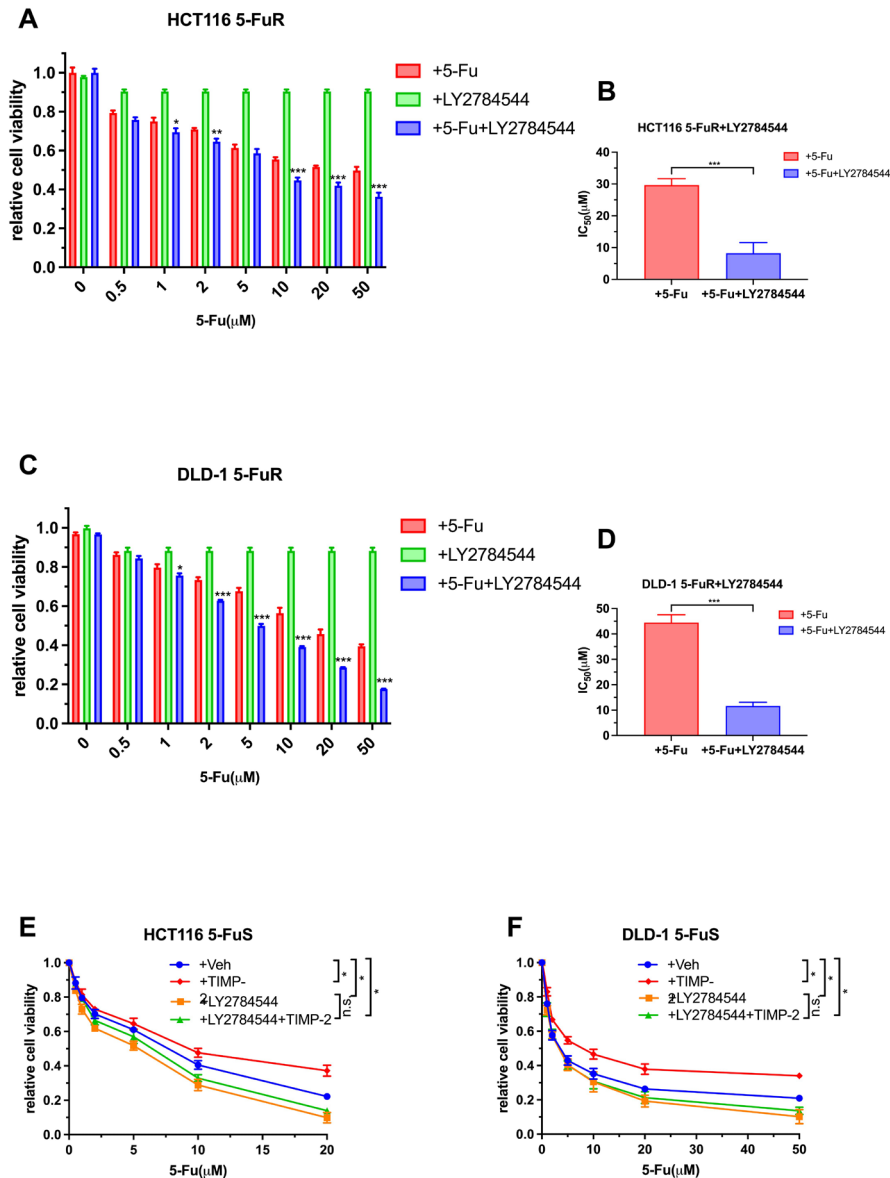 A
HCT116 5-FuR
relative cell viability
1.0
0.8
0.6
0.4
0.2
0.0
*
**
***
***
***
0
0.5
1
2
5
10
20
50
5-Fu(μM)
+5-Fu
+LY2784544
+5-Fu+LY2784544
B
HCT116 5-FuR+LY2784544
IC50(μM)
40
30
20
10
0
***
+5-Fu
+5-Fu+LY2784544
+5-Fu
+5-Fu+LY2784544
C
DLD-1 5-FuR
relative cell viability
1.0
0.8
0.6
0.4
0.2
0.0
*
***
***
***
***
***
0
0.5
1
2
5
10
20
50
5-Fu(μM)
+5-Fu
+LY2784544
+5-Fu+LY2784544
D
DLD-1 5-FuR+LY2784544
IC50(μM)
50
40
30
20
10
0
***
+5-Fu
+5-Fu+LY2784544
+5-Fu
+5-Fu+LY2784544
E
HCT116 5-FuS
relative cell viability
1.0
0.8
0.6
0.4
0.2
0.0
0
5
10
15
20
5-Fu(μM)
+Veh
+TIMP-
2
+LY2784544
+LY2784544+TIMP-2
*
n.s.
*
*
F
DLD-1 5-FuS
relative cell viability
1.0
0.8
0.6
0.4
0.2
0.0
0
10
20
30
40
50
5-Fu(μM)
+Veh
+TIMP-
2
+LY2784544
+LY2784544+TIMP-2
*
n.s.
*
*